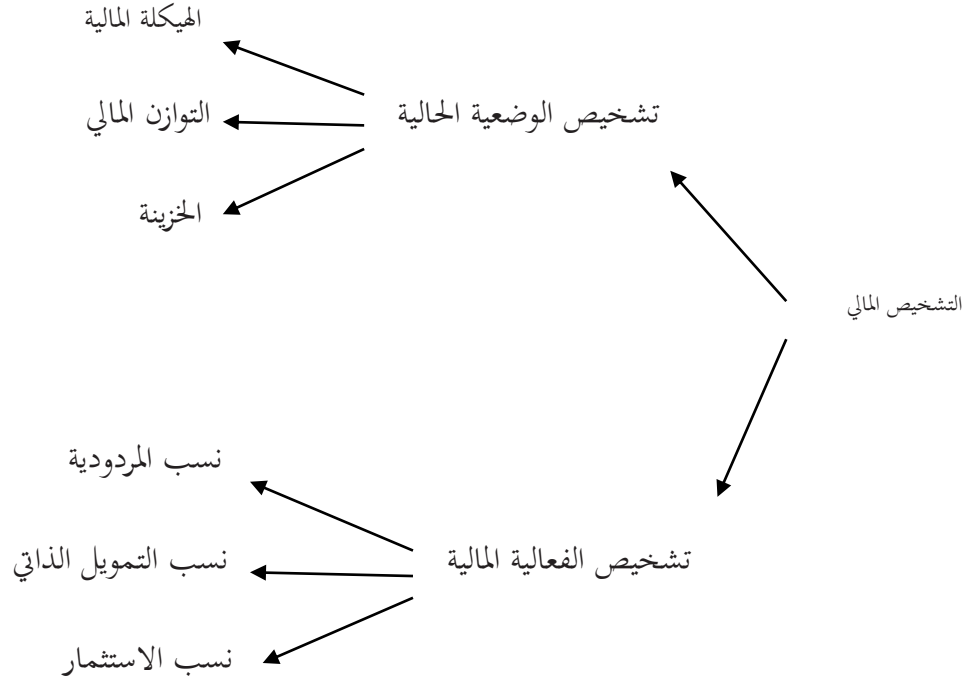 الهيكلة المالية
تشخيص الوضعية الحالية
التوازن المالي
الخزينة
التشخيص المالي
نسب المردودية
تشخيص الفعالية المالية
نسب التمويل الذاتي
نسب الاستثمار